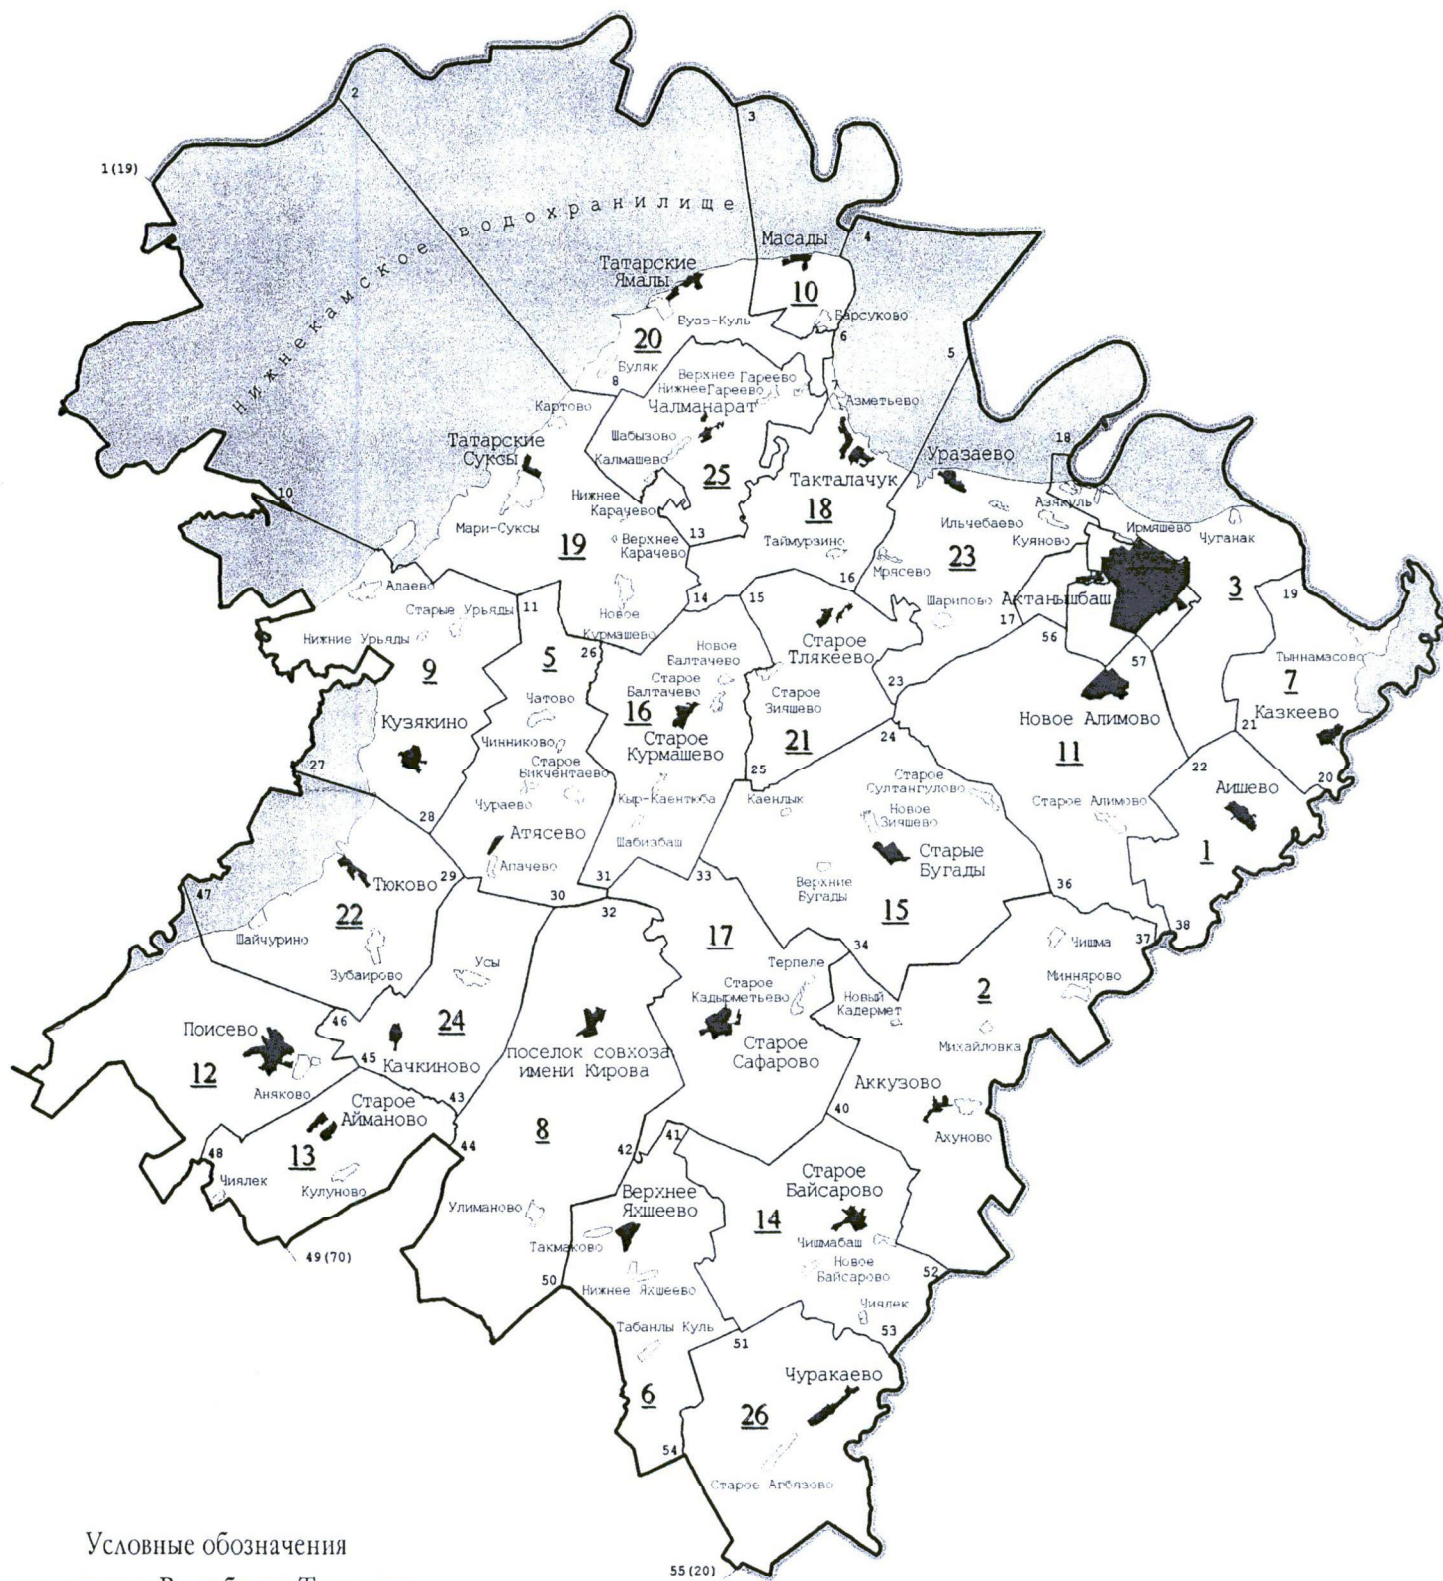 2
3
1(19)
Нижнекамское водохранилище
4
Масады
Татарские
Ямалы
10
Барсуково
Буаз-Куль
6
20
5
Буляк
8
Верхнее Гареево
Нижнее Гареево
7
Азметьево
Чалманарат
Картово
Шабызово
Калмашево
Татарские
Суксы
18
Уразаево
25
Такталачук
10
Нижнее
Карачево
18
Азякуль
Ильчебаево
Куяново
Ирмяшево
Чуганак
Мари-Суксы
13
Верхнее
Карачево
19
Таймурзино
Мрясево
23
3
Адаево
16
19
Актанышбаш
Старые Урьяды
11
14
15
Шарипово
17
Новое
Курмашево
Старое
Тлякеево
56
Нижние Урьяды
5
26
Новое
Балтачево
57
Тыннамасово
9
Старое
Балтачево
23
7
Чатово
16
Старое
Зияшево
Казкеево
Кузякино
Новое Алимово
Чинниково
Старое
Курмашево
21
24
11
21
Старое
Бикчентаево
27
25
22
20
Чураево
Кыр-Каентюба
Каенлык
Старое
Султангулово
Старое Алимово
Аишево
28
Новое
Зияшево
Атясево
Шабизбаш
Старые
Бугады
1
Апачево
29
Тюково
31
33
Верхние
Бугады
36
47
30
32
22
15
38
Шайчурино
17
34
37
Чишма
Зубаирово
Усы
Терпеле
Старое
Кадырметьево
Новый
Кадермет
2
Миннярово
46
24
Поисево
Михайловка
Качкиново
поселок совхоза
имени Кирова
Старое
Сафарово
12
45
Аняково
Аккузово
Старое
Айманово
43
40
Ахуново
44
8
42
41
48
13
Чиялек
Кулуново
Старое
Байсарово
Верхнее
Яхшеево
Улиманово
14
Такмаково
Чишмабаш
49(70)
Новое
Байсарово
50
52
Нижнее Яхшеево
Чиялек
Табанлы Куль
51
53
Чуракаево
6
26
54
Старое Агбязово
Условные обозначения
55(20)